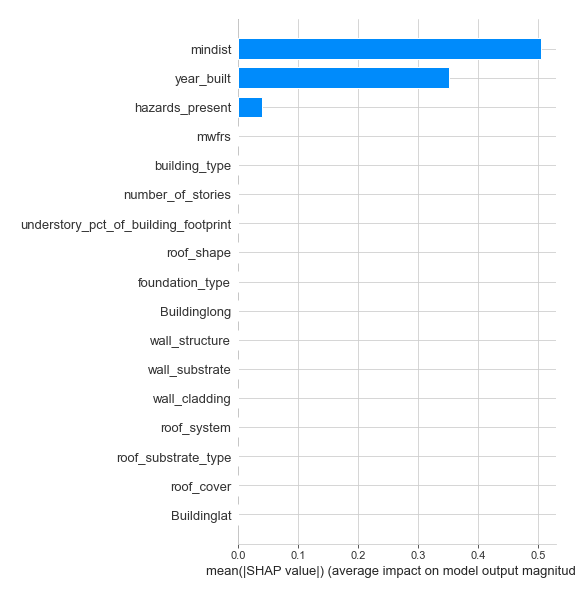 mindist
year_built
hazards_present
mwfrs
building_type
number_of_stories
understory_pct_of_building_footprint
roof_shape
foundation_type
Buildinglong
wall_structure
wall_substrate
wall_cladding
roof_system
roof_substrate_type
roof_cover
Buildinglat
0.0 0.1 0.2 0.3 0.4 0.5
mean(|SHAP value|) (average impact on model output magnitud